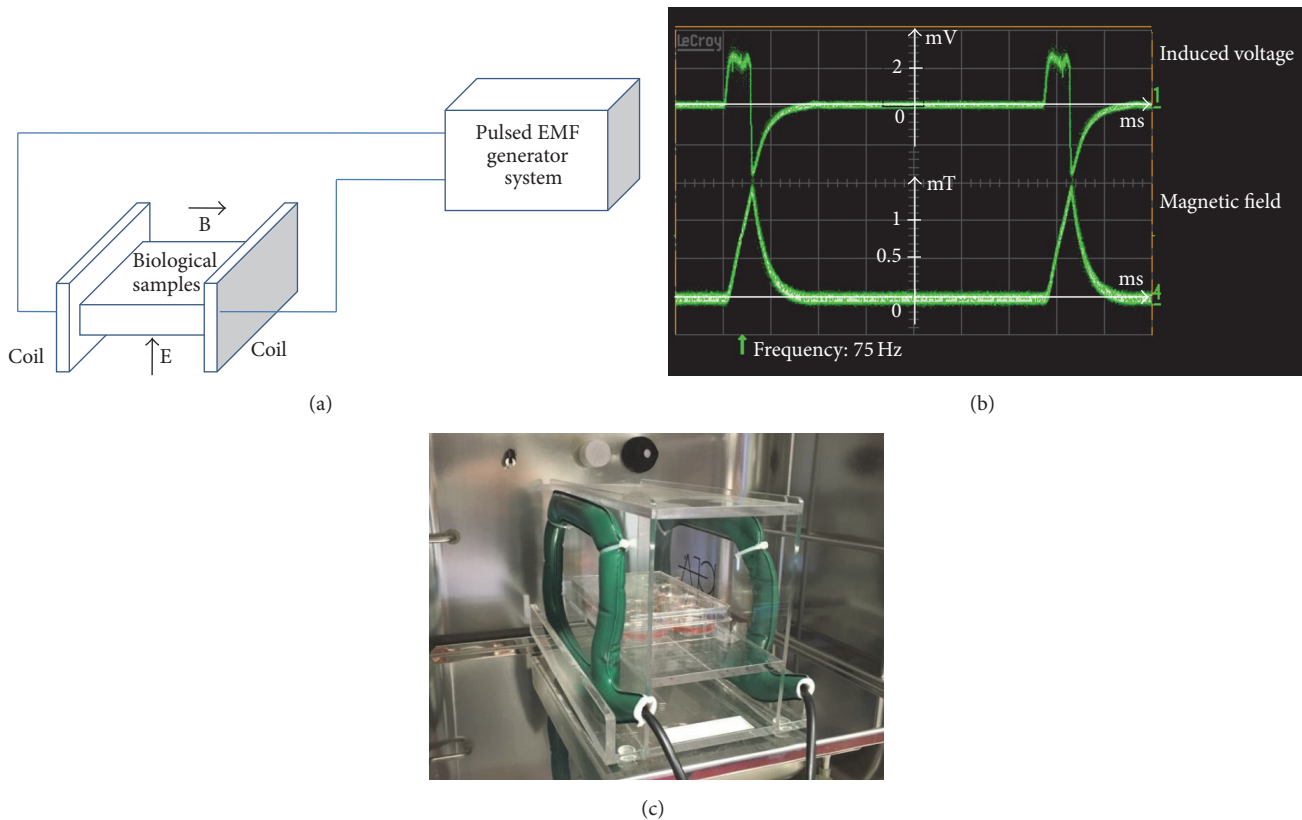 Pulsed EMF
generator
system
B
Biological
samples
E
Coil
Coil
(a)
LeCroy
mV
2
0
ms
1
Induced voltage
mT
1
0.5
0
ms
4
Magnetic field
Frequency: 75 Hz
(b)
(c)